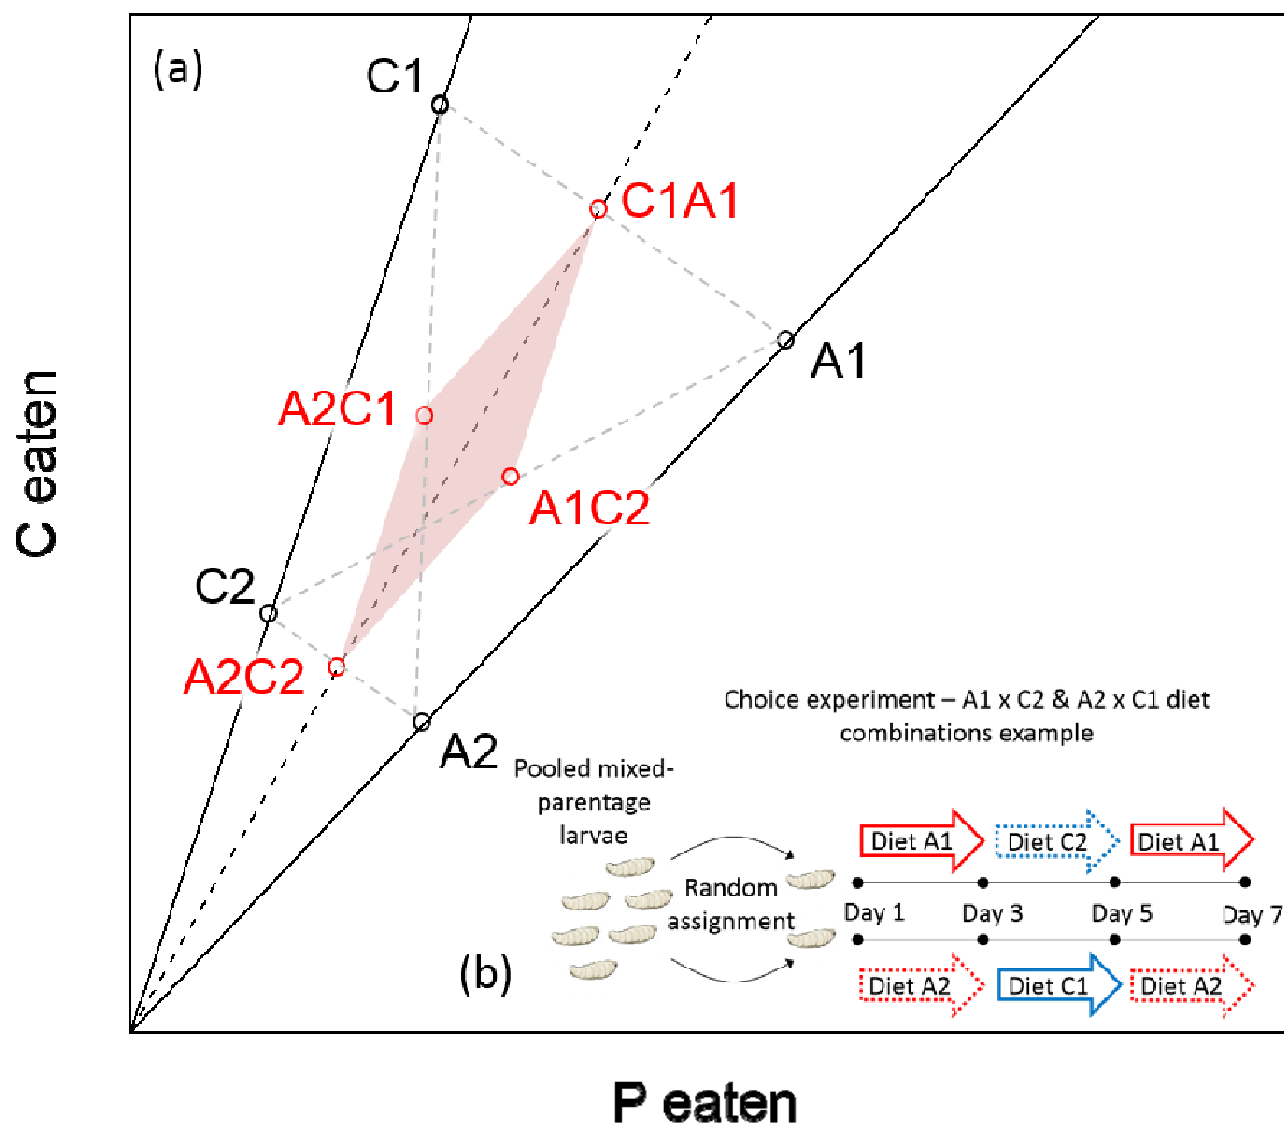 (a)
C1
C1A1
A1
A2C1
A1C2
C eaten
C2
A2C2
A2
Choice experiment – A1 x C2 & A2 x C1 diet
combinations example
Pooled mixed-
parentage
larvae
Random
assignment
Diet A1
Diet C2
Diet A1
Day 1
Day 3
Day 5
Day 7
(b)
Diet A2
Diet C1
Diet A2
P eaten